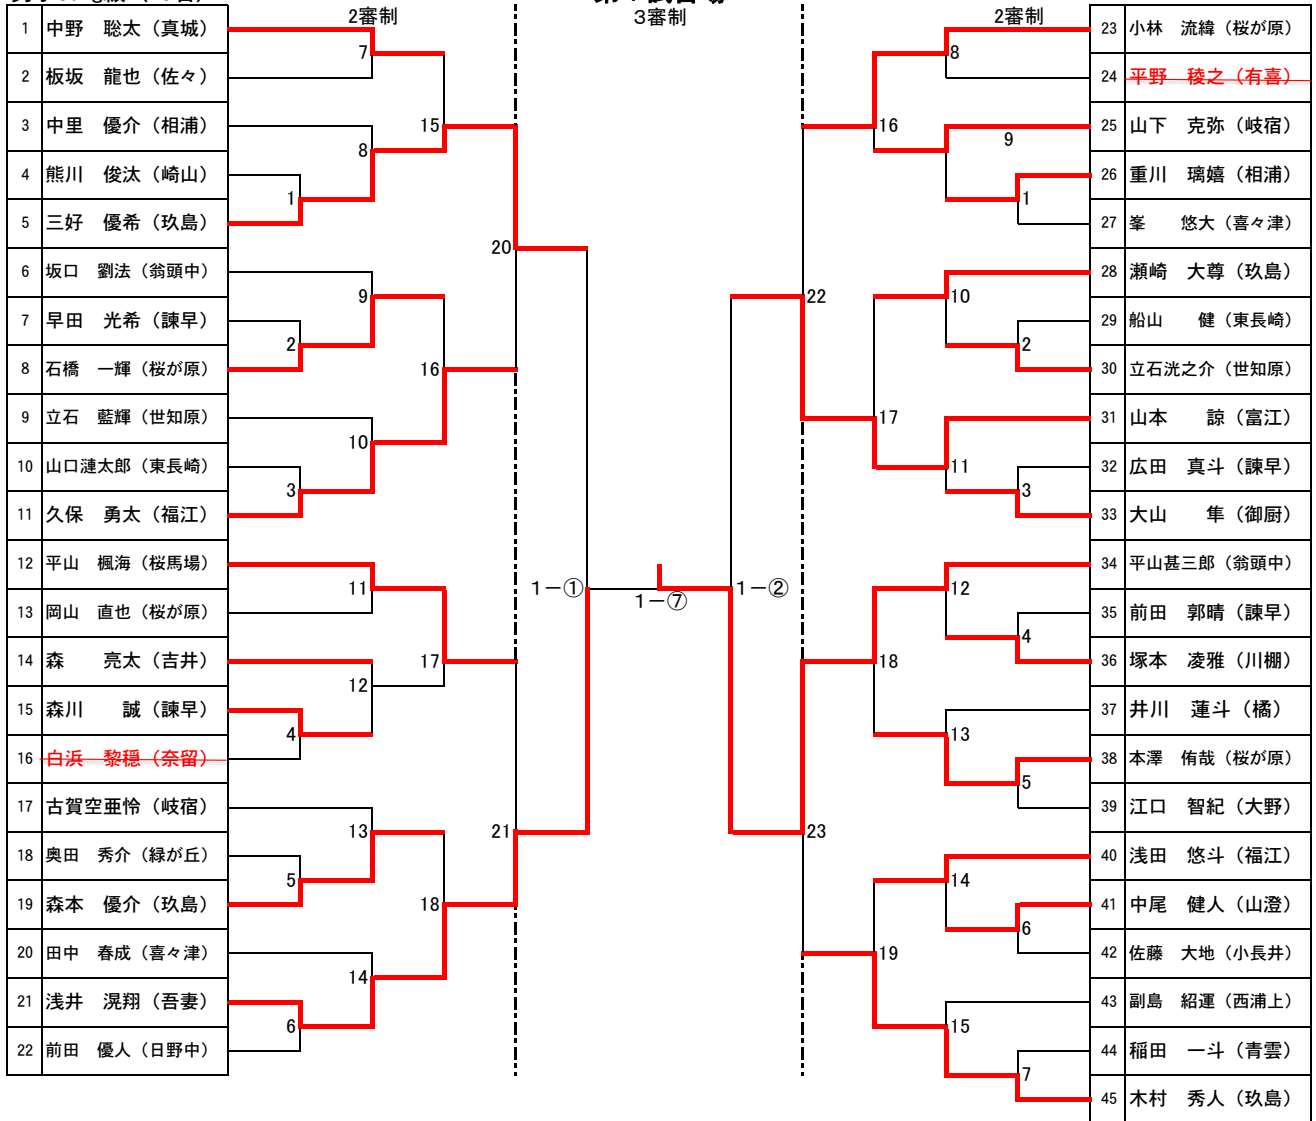 2審制
3審制
2審制
1 中野 聡太（真城）
2 板坂 龍也（佐々）
3 中里 優介（相浦）
4 熊川 俊汰（崎山）
5 三好 優希（玖島）
6 坂口 劉法（翁頭中）
7 早田 光希（諫早）
8 石橋 一輝（桜が原）
9 立石 藍輝（世知原）
10 山口漣太郎（東長崎）
11 久保 勇太（福江）
12 平山 楓海（桜馬場）
13 岡山 直也（桜が原）
14 森 亮太（吉井）
15 森川 誠（諫早）
16 白浜 黎穏（奈留）
17 古賀空亜怜（岐宿）
18 奥田 秀介（緑が丘）
19 森本 優介（玖島）
20 田中 春成（喜々津）
21 浅井 滉翔（吾妻）
22 前田 優人（日野中）
7
8
1
15
9
2
16
10
3
20
11
17
12
4
13
5
18
14
6
21
1－①
1－⑦
1－②
22
23
16
17
18
19
8
9
1
10
2
11
3
12
4
13
5
14
6
15
7
23 小林 流緯（桜が原）
24 平野 稜之（有喜）
25 山下 克弥（岐宿）
26 重川 璃嬉（相浦）
27 峯 悠大（喜々津）
28 瀬崎 大尊（玖島）
29 船山 健（東長崎）
30 立石洸之介（世知原）
31 山本 諒（富江）
32 広田 真斗（諫早）
33 大山 隼（御厨）
34 平山甚三郎（翁頭中）
35 前田 郭晴（諫早）
36 塚本 凌雅（川棚）
37 井川 蓮斗（橘）
38 本澤 侑哉（桜が原）
39 江口 智紀（大野）
40 浅田 悠斗（福江）
41 中尾 健人（山澄）
42 佐藤 大地（小長井）
43 副島 紹運（西浦上）
44 稲田 一斗（青雲）
45 木村 秀人（玖島）